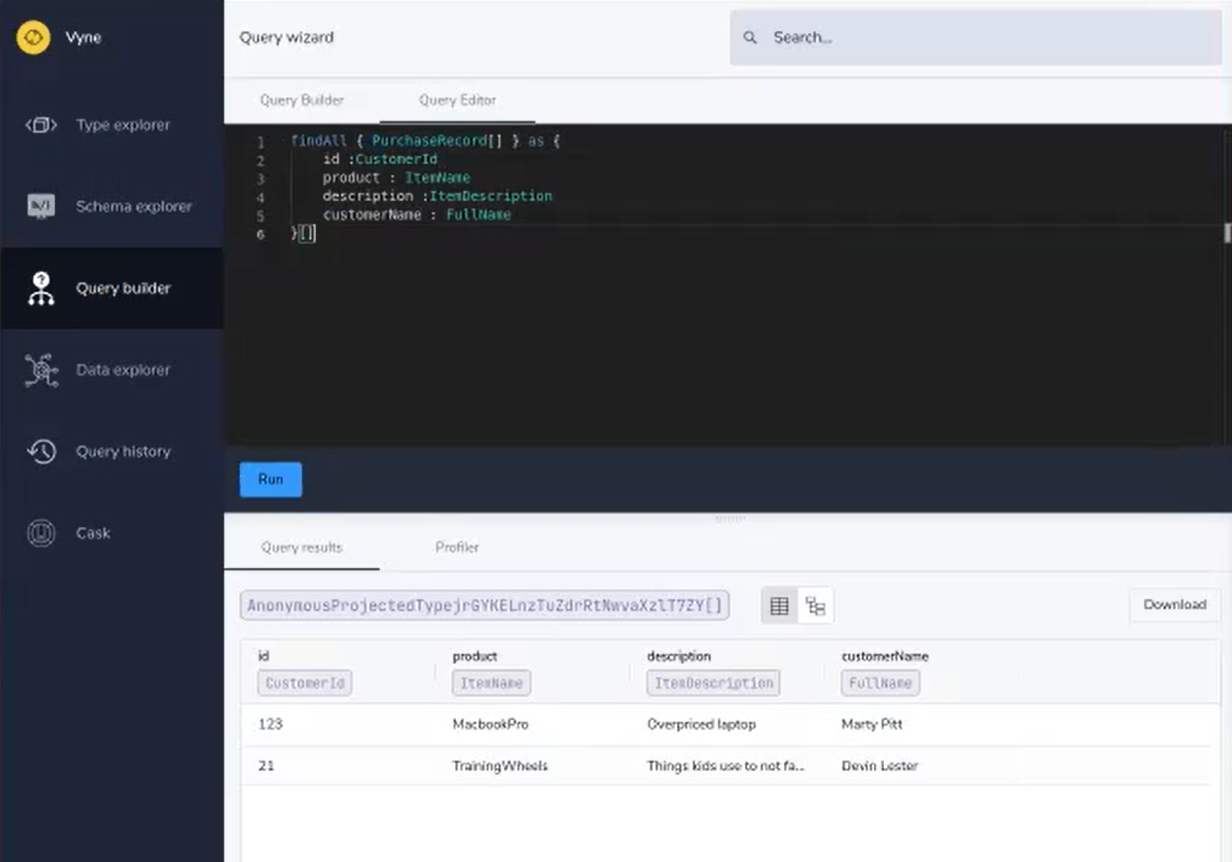 Vyne
Type explorer
Schema explorer
Query builder
Data explorer
Query history
Cask
Query wizard
Search...
Query Builder Query Editor
1 findAll { PurchaseRecord[] } as {
2 id :CustomerId
3 product : ItemName
4 description :ItemDescription
5 customerName : FullName
6 }[]
Run
Query results Profiler
AnonymousProjectedTypejrGYKELnzTuZdrRtNwvaXzlT7ZY[]
Download
id product description customerName
CustomerId ItemName ItemDescription FullName
123 MacbookPro Overpriced laptop Marty Pitt
21 TrainingWheels Things kids use to not fa... Devin Lester